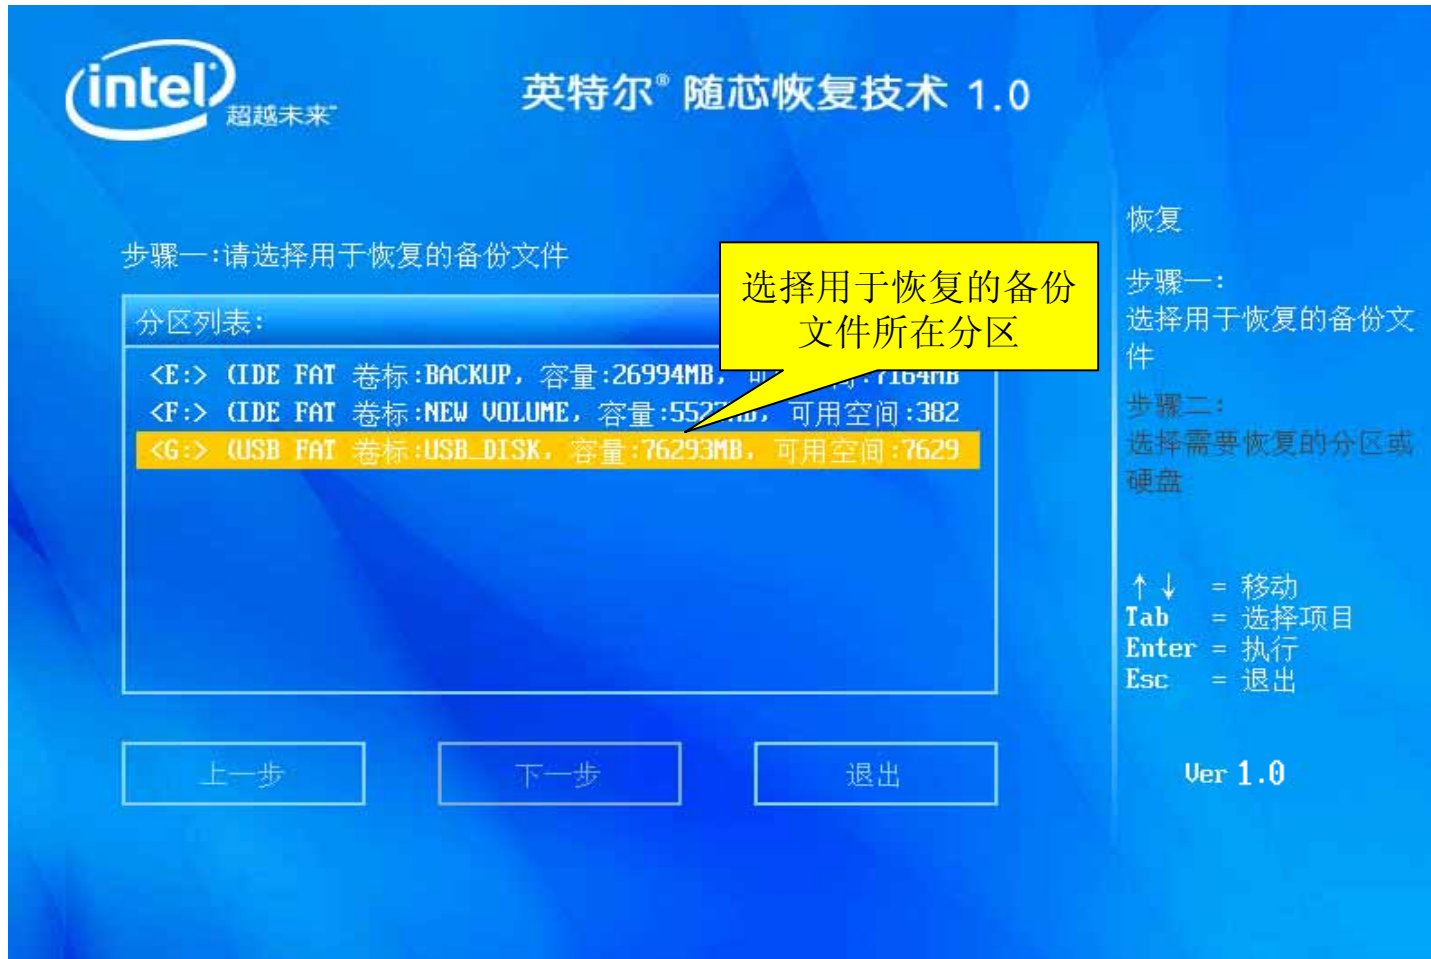 intel
超越未来™
英特尔® 随芯恢复技术 1.0
步骤一:请选择用于恢复的备份文件
选择用于恢复的备份
文件所在分区
分区列表:
<E:> (IDE FAT 卷标:BACKUP, 容量:26994MB, 可 :7164MB
<F:> (IDE FAT 卷标:NEW VOLUME, 容量:5527MB, 可用空间:382
<G:> (USB FAT 卷标:USB_DISK, 容量:76293MB, 可用空间:7629
上一步
下一步
退出
恢复
步骤一:
选择用于恢复的备份文
件
步骤二:
选择需要恢复的分区或
硬盘
↑↓ = 移动
Tab = 选择项目
Enter = 执行
Esc = 退出
Ver 1.0